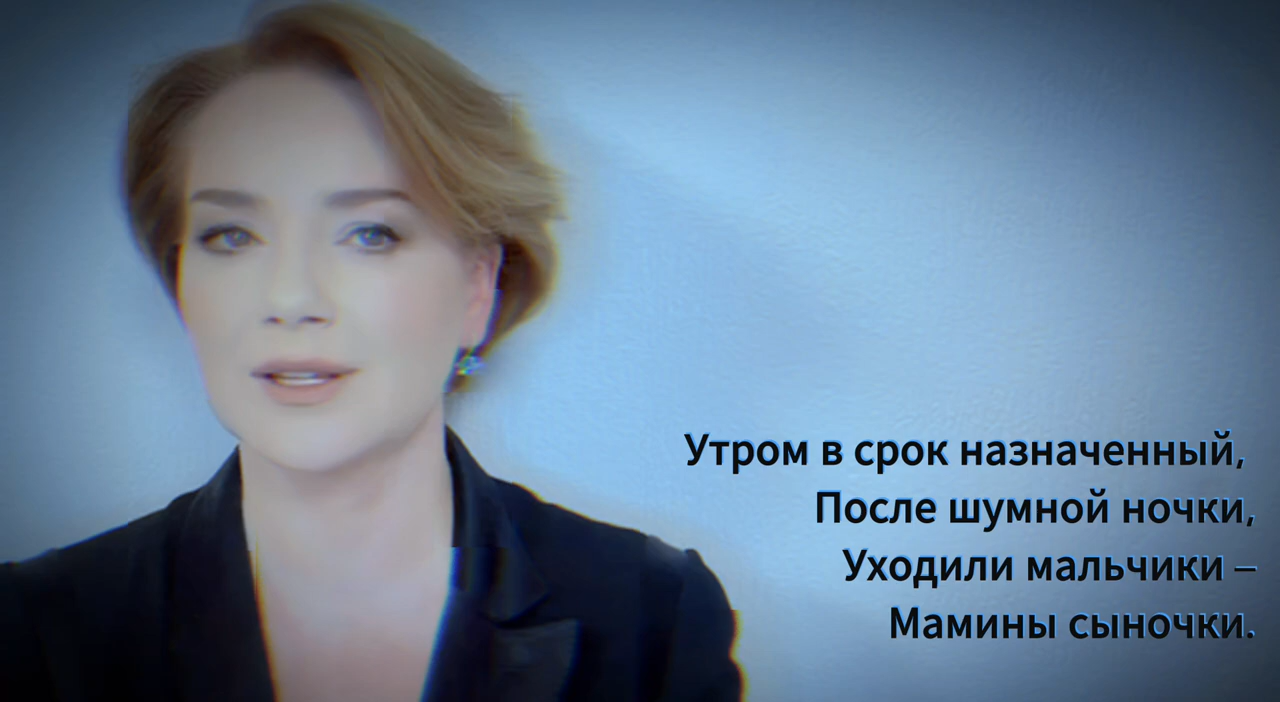 Утром в срок назначенный,
После шумной ночки,
Уходили мальчики –
Мамины сыночки.